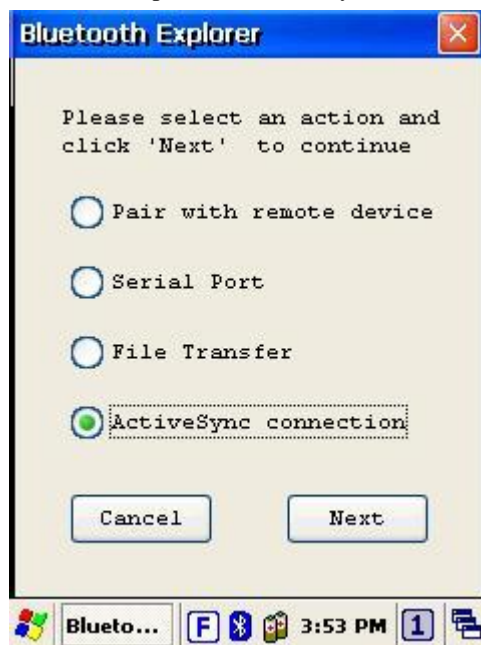 Bluetooth Explorer
Please select an action and
click 'Next' to continue
Pair with remote device
Serial Port
File Transfer
ActiveSync connection
Cancel
Next
Blueto...
F
3:53 PM
1